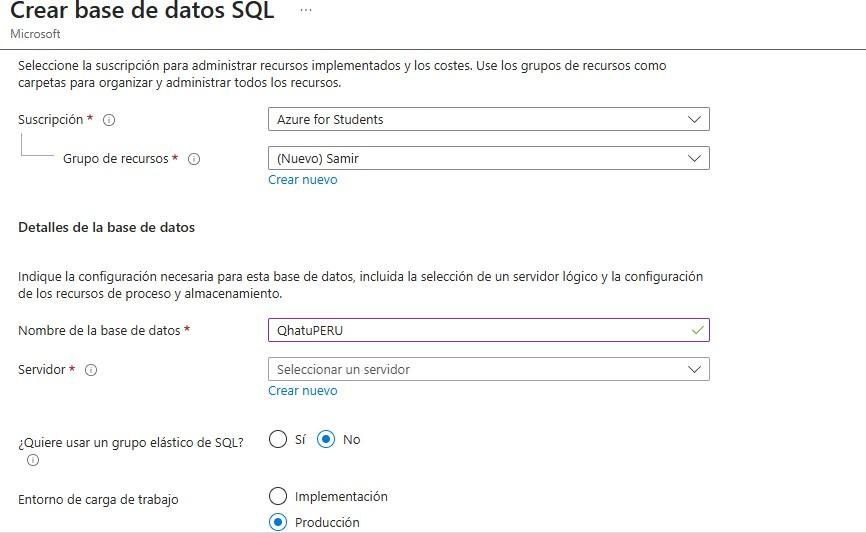 Crear base de datos SQL ...
Microsoft
Seleccione la suscripción para administrar recursos implementados y los costes. Use los grupos de recursos como
carpetas para organizar y administrar todos los recursos.
Suscripción * Azure for Students
Grupo de recursos * (Nuevo) Samir
Crear nuevo
Detalles de la base de datos
Indique la configuración necesaria para esta base de datos, incluida la selección de un servidor lógico y la configuración
de los recursos de proceso y almacenamiento.
Nombre de la base de datos * QhatuPERU
Servidor * Seleccionar un servidor
Crear nuevo
¿Quiere usar un grupo elástico de SQL? Sí No
Entorno de carga de trabajo Implementación
Producción